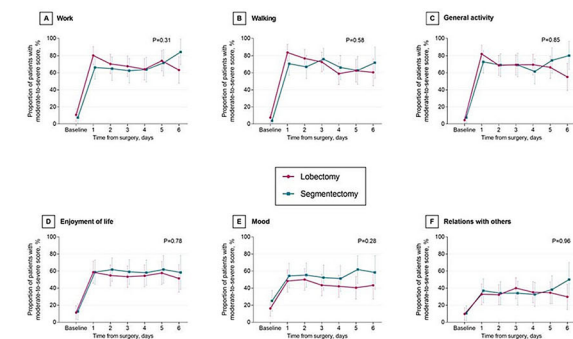 A Work
P=0.31
Proportion of patients with
moderate-to-severe score, %
100
80
60
40
20
0
Baseline 1 2 3 4 5 6
Time from surgery, days
B Walking
P=0.58
Proportion of patients with
moderate-to-severe score, %
100
80
60
40
20
0
Baseline 1 2 3 4 5 6
Time from surgery, days
C General activity
P=0.85
Proportion of patients with
moderate-to-severe score, %
100
80
60
40
20
0
Baseline 1 2 3 4 5 6
Time from surgery, days
Lobectomy
Segmentectomy
D Enjoyment of life
P=0.78
Proportion of patients with
moderate-to-severe score, %
100
80
60
40
20
0
Baseline 1 2 3 4 5 6
Time from surgery, days
E Mood
P=0.28
Proportion of patients with
moderate-to-severe score, %
100
80
60
40
20
0
Baseline 1 2 3 4 5 6
Time from surgery, days
F Relations with others
P=0.96
Proportion of patients with
moderate-to-severe score, %
100
80
60
40
20
0
Baseline 1 2 3 4 5 6
Time from surgery, days